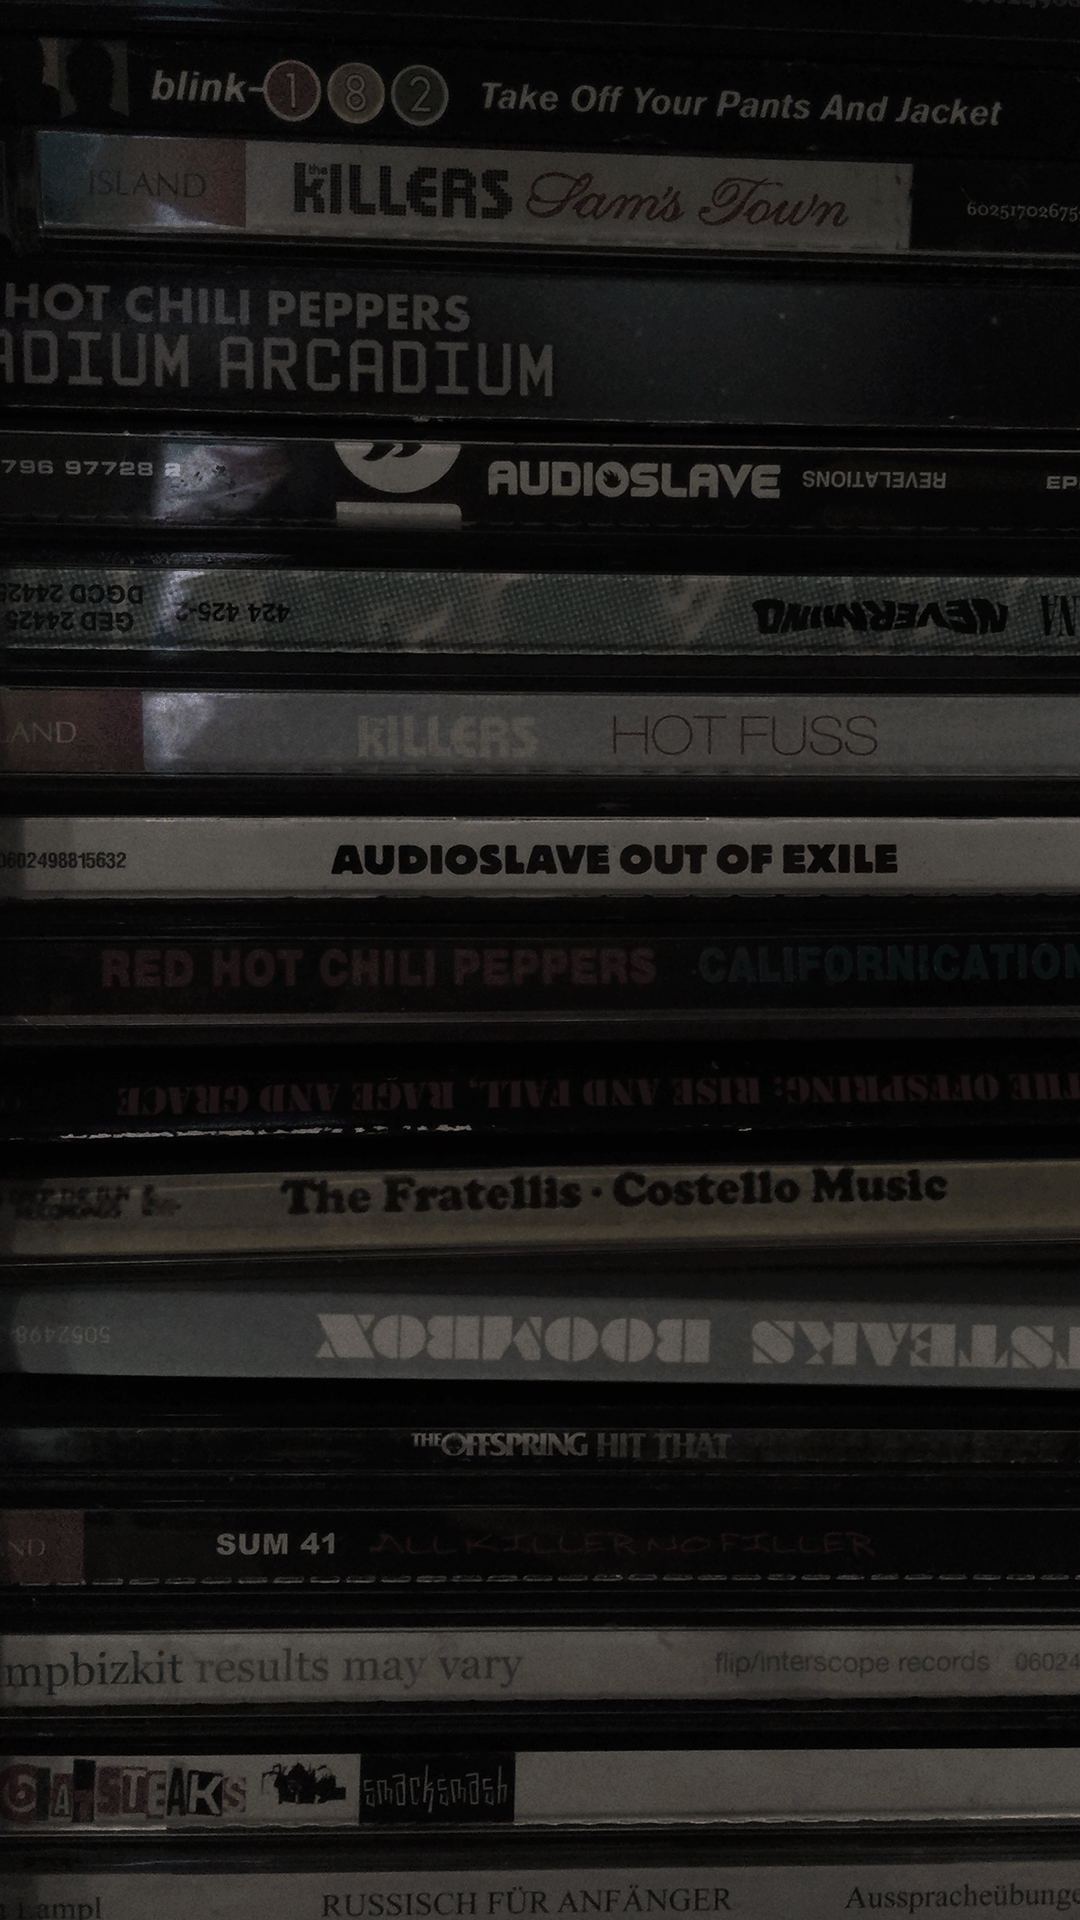 blink-182 Take Off Your Pants And Jacket
ISLAND the KILLERS Sam's Town 60251702675
HOT CHILI PEPPERS
ADIUM ARCADIUM
796 97728 2 AUDIOSLAVE REVELATIONS EP
NEVERMIND 424 425-2
DGCD 24425
GED 24425
LAND KILLERS HOT FUSS
0602498815632 AUDIOSLAVE OUT OF EXILE
RED HOT CHILI PEPPERS CALIFORNICATION
THE OFFSPRING: RISE AND FALL, RAGE AND GRACE
The Fratellis · Costello Music
TSTEAKS BOOMBOX 5052498
THE OFFSPRING HIT THAT
ND SUM 41 ALL KILLER NO FILLER
mpbizkit results may vary flip/interscope records 06024
BEATSTEAKS smacksmash
Lampl RUSSISCH FÜR ANFÄNGER Ausspracheübunge